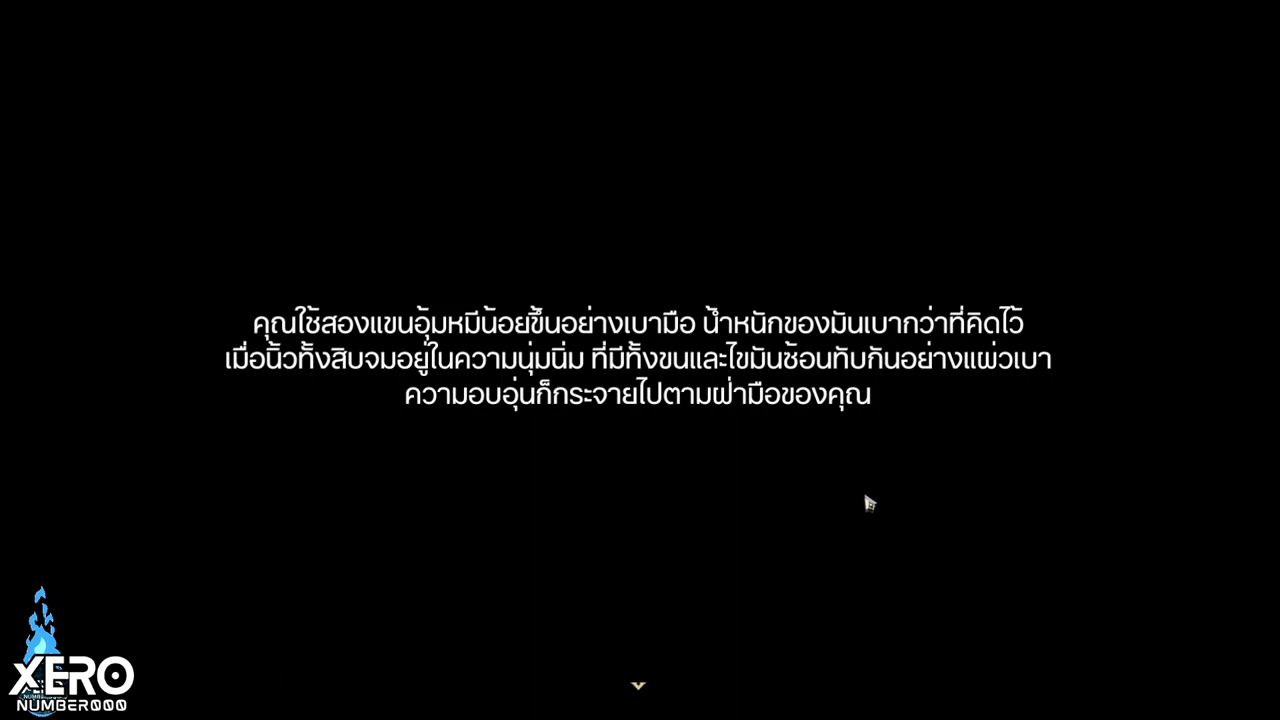 คุณใช้สองแขนอุ้มหมีน้อยขึ้นอย่างเบามือ น้ำหนักของมันเบากว่าที่คิดไว้
เมื่อนิ้วทั้งสิบจมอยู่ในความนุ่มนิ่ม ที่มีทั้งขนและไขมันซ้อนทับกันอย่างแผ่วเบา
ความอบอุ่นก็กระจายไปตามฝ่ามือของคุณ
XERO
NUMBER000